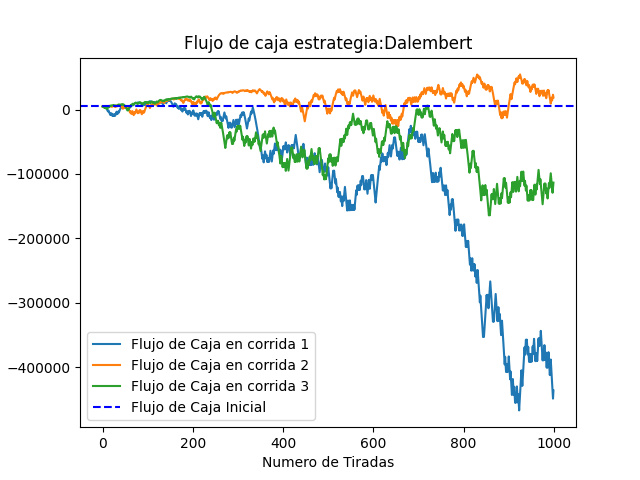 Flujo de caja estrategia:Dalembert
0
−100000
−200000
−300000
−400000
Flujo de Caja en corrida 1
Flujo de Caja en corrida 2
Flujo de Caja en corrida 3
Flujo de Caja Inicial
0 200 400 600 800 1000
Numero de Tiradas